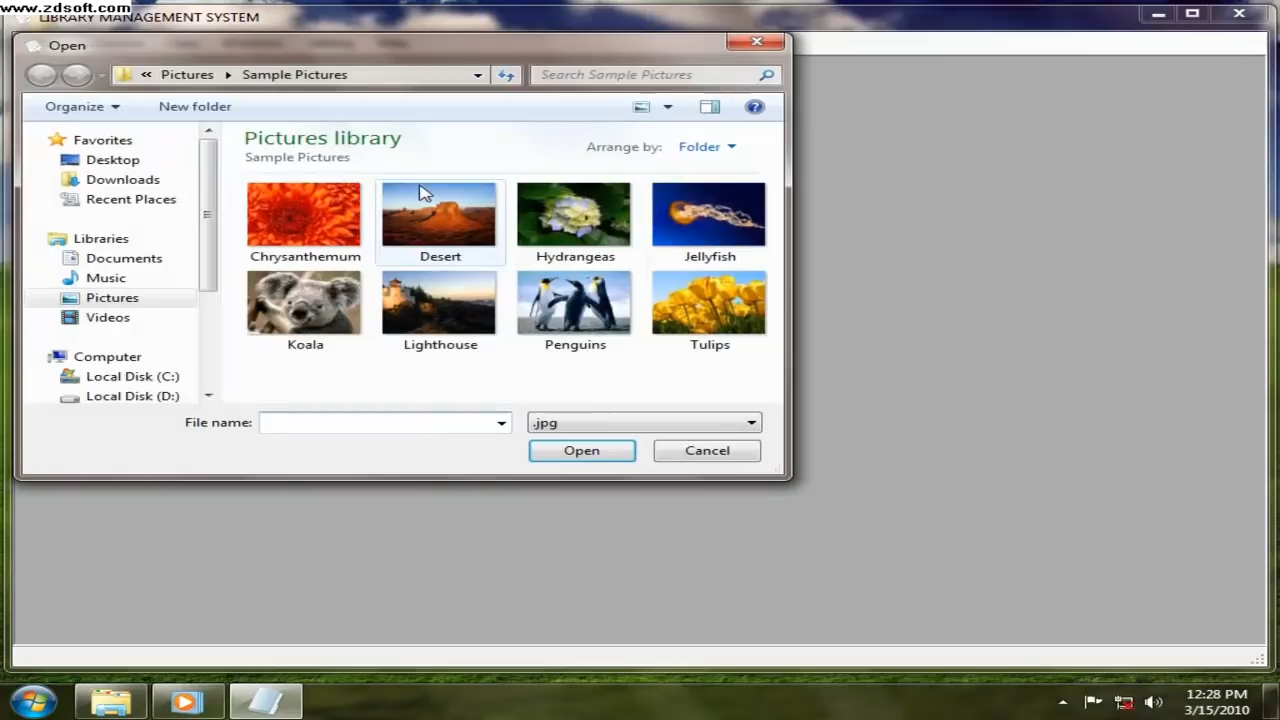 www.zdsoft.com
LIBRARY MANAGEMENT SYSTEM
Open
« Pictures Sample Pictures
Search Sample Pictures
Organize
New folder
Favorites
Desktop
Downloads
Recent Places
Libraries
Documents
Music
Pictures
Videos
Computer
Local Disk (C:)
Local Disk (D:)
Pictures library
Sample Pictures
Arrange by: Folder
Chrysanthemum
Desert
Hydrangeas
Jellyfish
Koala
Lighthouse
Penguins
Tulips
File name:
.jpg
Open
Cancel
12:28 PM
3/15/2010